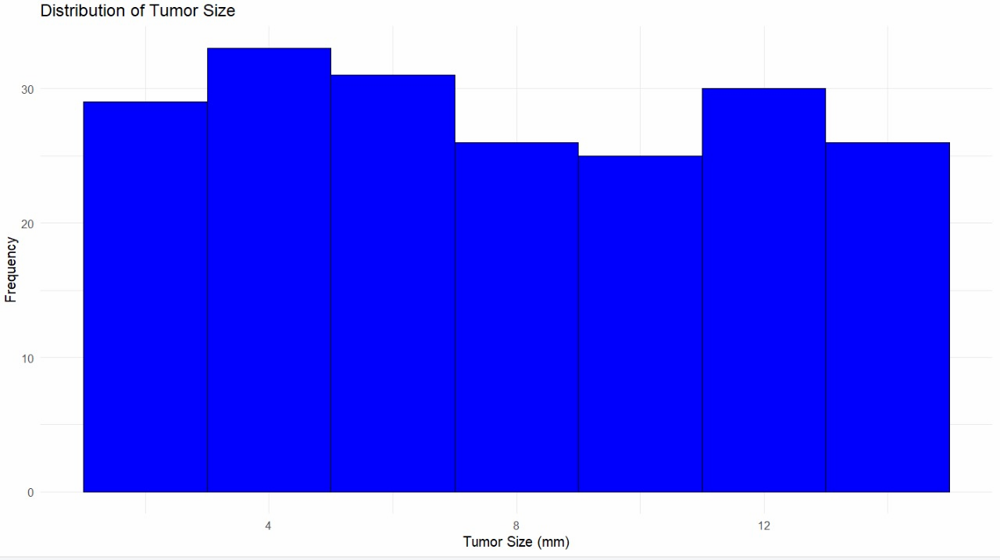 Distribution of Tumor Size
30
20
10
0
Frequency
4 8 12
Tumor Size (mm)